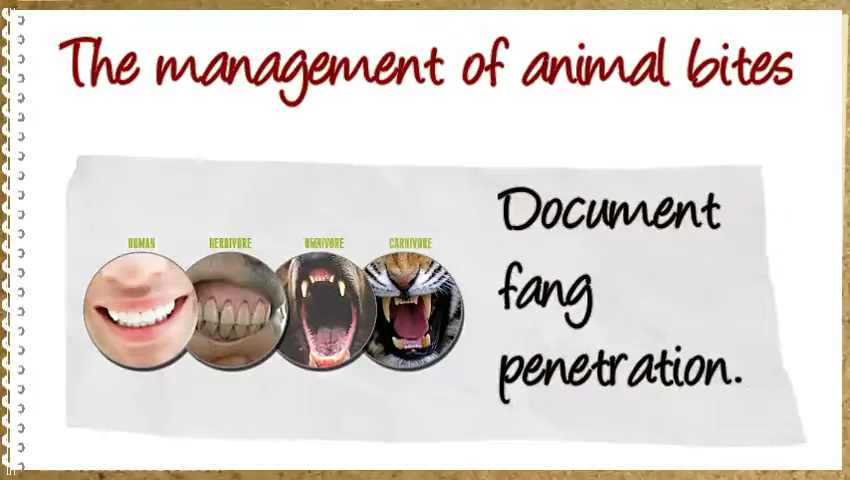 The management of animal bites
HUMAN HERBIVORE OMNIVORE CARNIVORE
Document
fang
penetration.